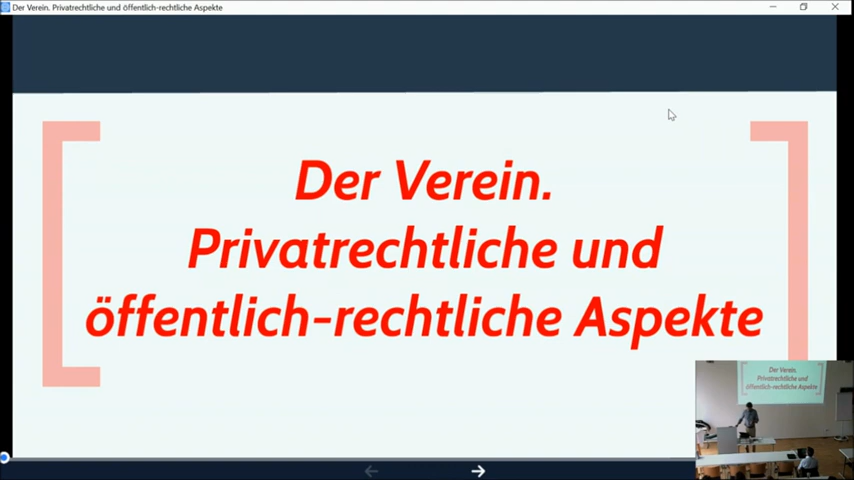 Der Verein. Privatrechtliche und öffentlich-rechtliche Aspekte
Der Verein.
Privatrechtliche und
öffentlich-rechtliche Aspekte
Der Verein.
Privatrechtliche und
öffentlich-rechtliche Aspekte